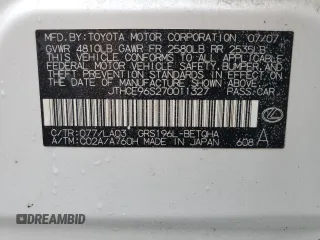 MFD. BY: TOYOTA MOTOR CORPORATION 07/07
GVWR 4810LB GAWR FR 2580LB RR 2535LB
THIS VEHICLE CONFORMS TO ALL APPLICABLE
FEDERAL MOTOR VEHICLE SAFETY, BUMPER,
AND THEFT PREVENTION STANDARDS IN
EFFECT ON THE DATE OF MANUFACTURE
SHOWN ABOVE.
JTHCE96S270011327 PASS.CAR
C/TR: 077/LA03 GRS196L-BETQHA
A/TM: C02A/A760H MADE IN JAPAN 608 A
DREAMBID
dreambid.com